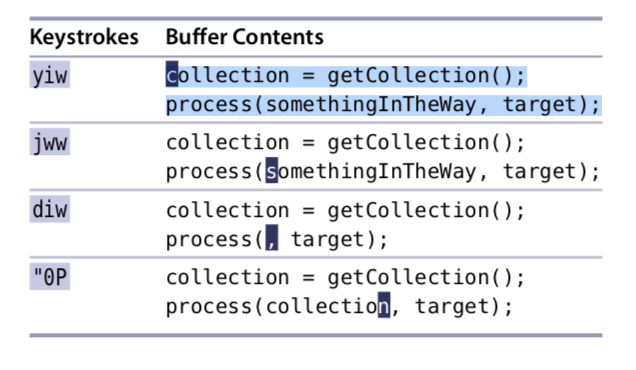 Keystrokes Buffer Contents
yiw collection = getCollection();
process(somethingInTheWay, target);
jww collection = getCollection();
process(somethingInTheWay, target);
diw collection = getCollection();
process(, target);
"0P collection = getCollection();
process(collection, target);